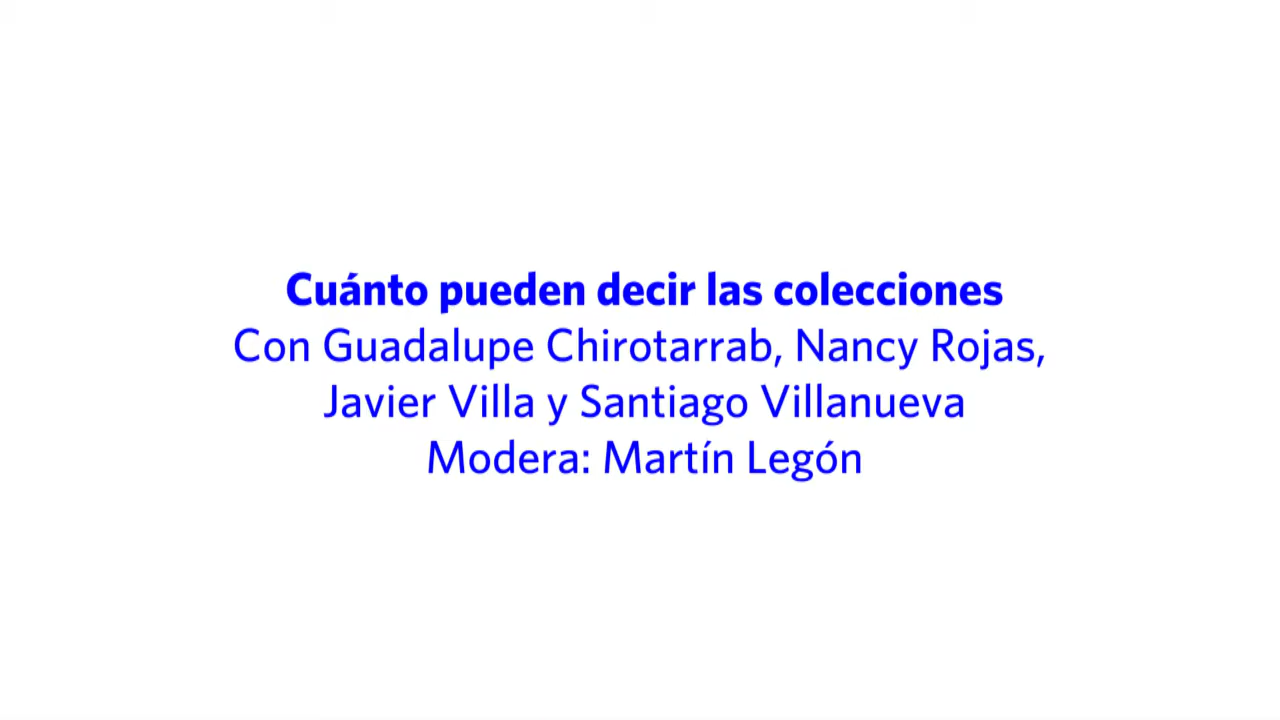 Cuánto pueden decir las colecciones
Con Guadalupe Chirotarrab, Nancy Rojas,
Javier Villa y Santiago Villanueva
Modera: Martín Legón